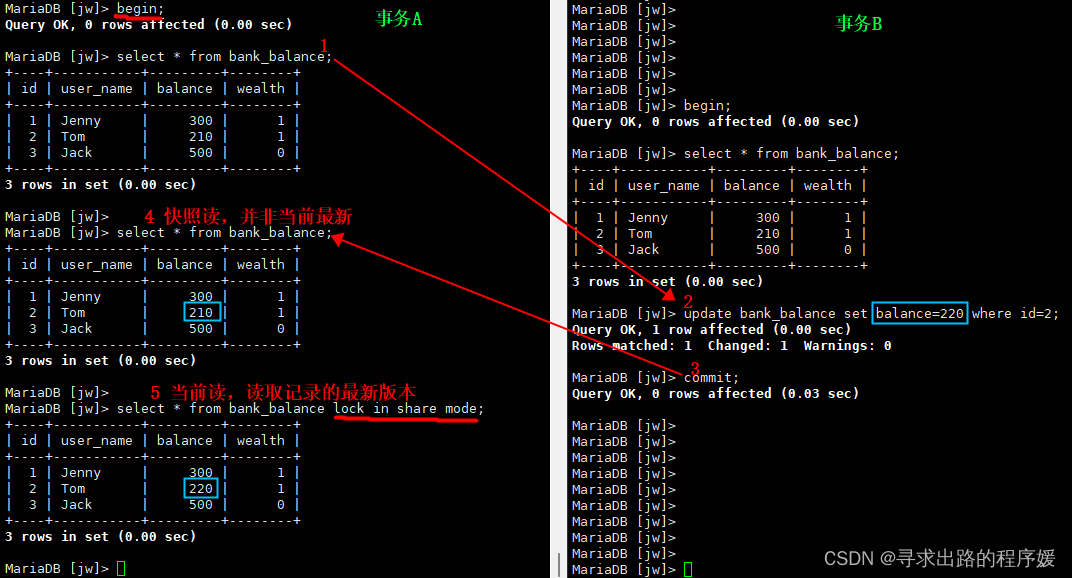 MariaDB [jw]> begin;
Query OK, 0 rows affected (0.00 sec)
事务A
MariaDB [jw]> select * from bank_balance;
1
+----+-----------+---------+--------+
| id | user_name | balance | wealth |
+----+-----------+---------+--------+
| 1 | Jenny | 300 | 1 |
| 2 | Tom | 210 | 1 |
| 3 | Jack | 500 | 0 |
+----+-----------+---------+--------+
3 rows in set (0.00 sec)
MariaDB [jw]>
4 快照读，并非当前最新
MariaDB [jw]> select * from bank_balance;
+----+-----------+---------+--------+
| id | user_name | balance | wealth |
+----+-----------+---------+--------+
| 1 | Jenny | 300 | 1 |
| 2 | Tom | 210 | 1 |
| 3 | Jack | 500 | 0 |
+----+-----------+---------+--------+
3 rows in set (0.00 sec)
MariaDB [jw]>
5 当前读，读取记录的最新版本
MariaDB [jw]> select * from bank_balance lock in share mode;
+----+-----------+---------+--------+
| id | user_name | balance | wealth |
+----+-----------+---------+--------+
| 1 | Jenny | 300 | 1 |
| 2 | Tom | 220 | 1 |
| 3 | Jack | 500 | 0 |
+----+-----------+---------+--------+
3 rows in set (0.00 sec)
MariaDB [jw]>
MariaDB [jw]>
事务B
MariaDB [jw]>
MariaDB [jw]>
MariaDB [jw]>
MariaDB [jw]>
MariaDB [jw]>
MariaDB [jw]> begin;
Query OK, 0 rows affected (0.00 sec)
MariaDB [jw]> select * from bank_balance;
+----+-----------+---------+--------+
| id | user_name | balance | wealth |
+----+-----------+---------+--------+
| 1 | Jenny | 300 | 1 |
| 2 | Tom | 210 | 1 |
| 3 | Jack | 500 | 0 |
+----+-----------+---------+--------+
3 rows in set (0.00 sec)
2
MariaDB [jw]> update bank_balance set balance=220 where id=2;
Query OK, 1 row affected (0.00 sec)
Rows matched: 1 Changed: 1 Warnings: 0
3
MariaDB [jw]> commit;
Query OK, 0 rows affected (0.03 sec)
MariaDB [jw]>
MariaDB [jw]>
MariaDB [jw]>
MariaDB [jw]>
MariaDB [jw]>
MariaDB [jw]>
MariaDB [jw]>
MariaDB [jw]>
MariaDB [jw]>
MariaDB [jw]>
CSDN @寻求出路的程序媛